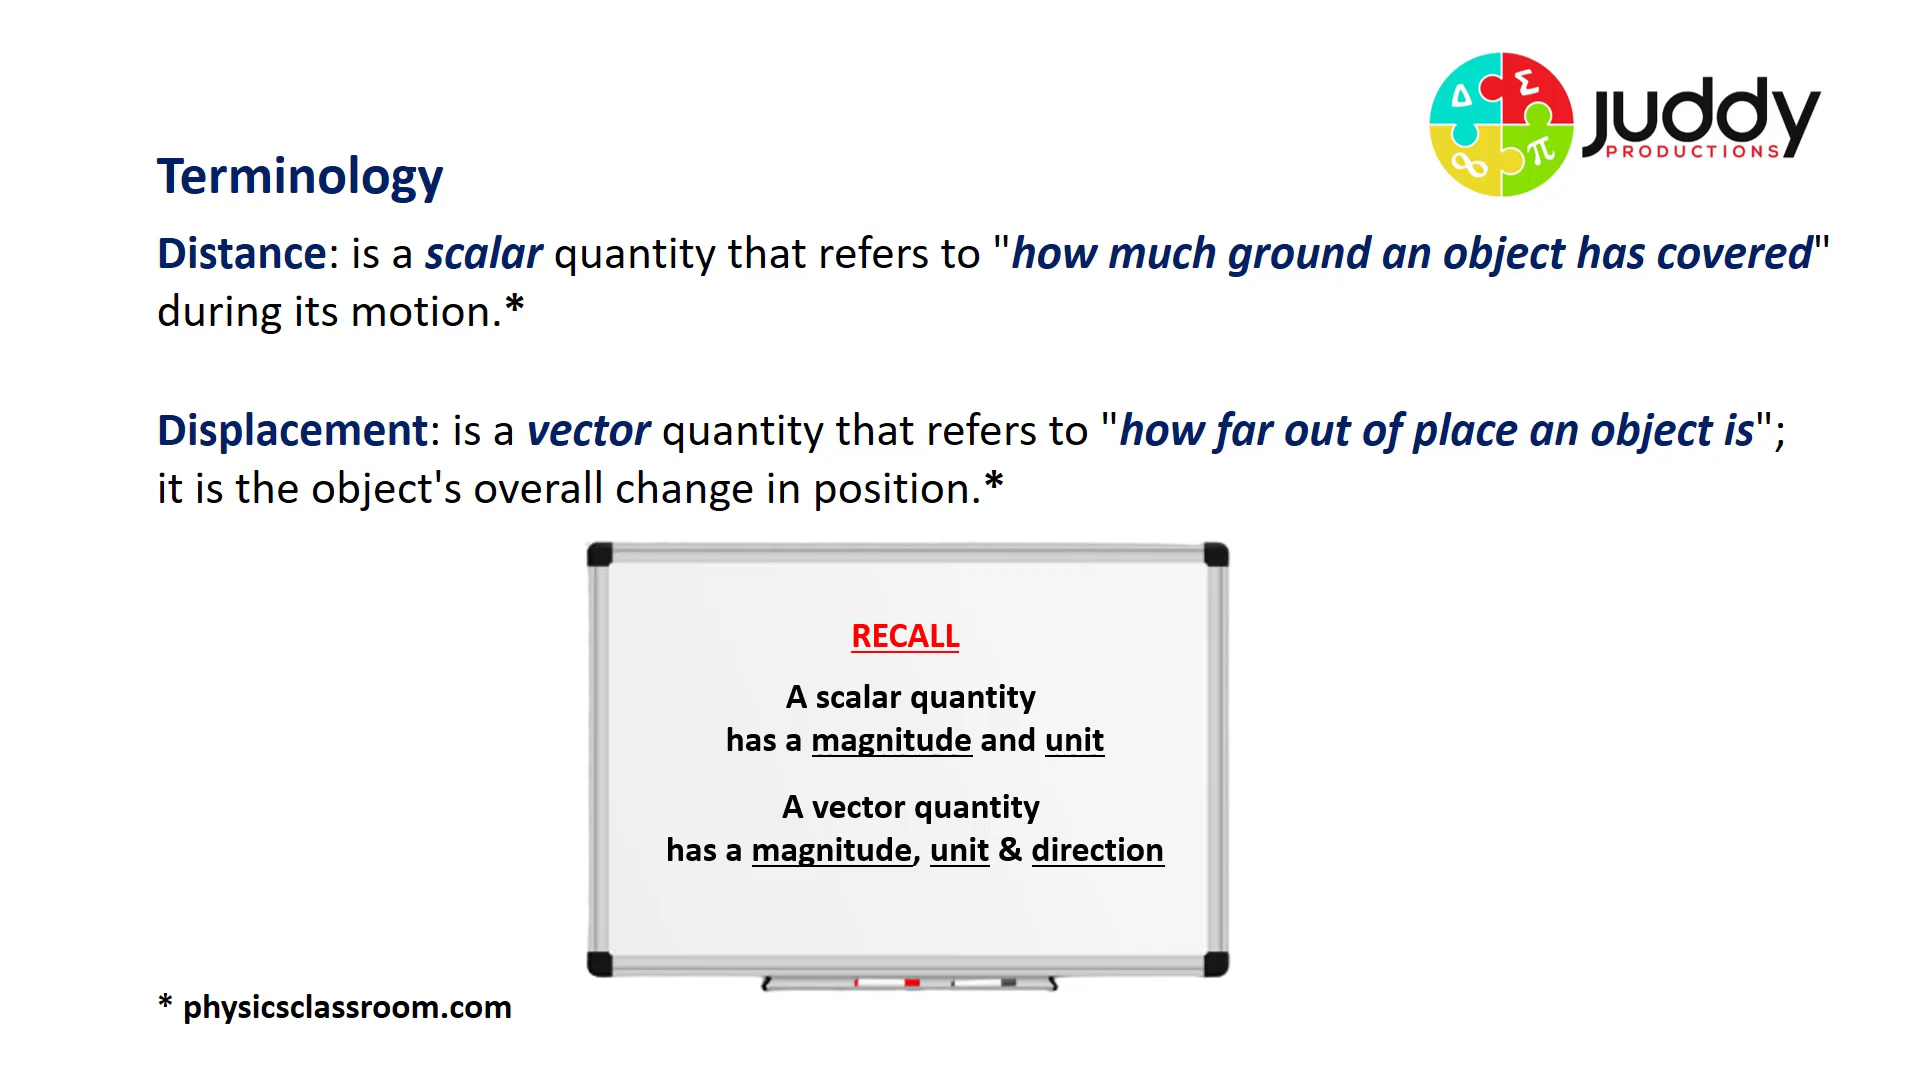 Δ Σ
∞ π
juddy
PRODUCTIONS
Terminology
Distance: is a scalar quantity that refers to "how much ground an object has covered"
during its motion.*
Displacement: is a vector quantity that refers to "how far out of place an object is";
it is the object's overall change in position.*
RECALL
A scalar quantity
has a magnitude and unit
A vector quantity
has a magnitude, unit & direction
* physicsclassroom.com